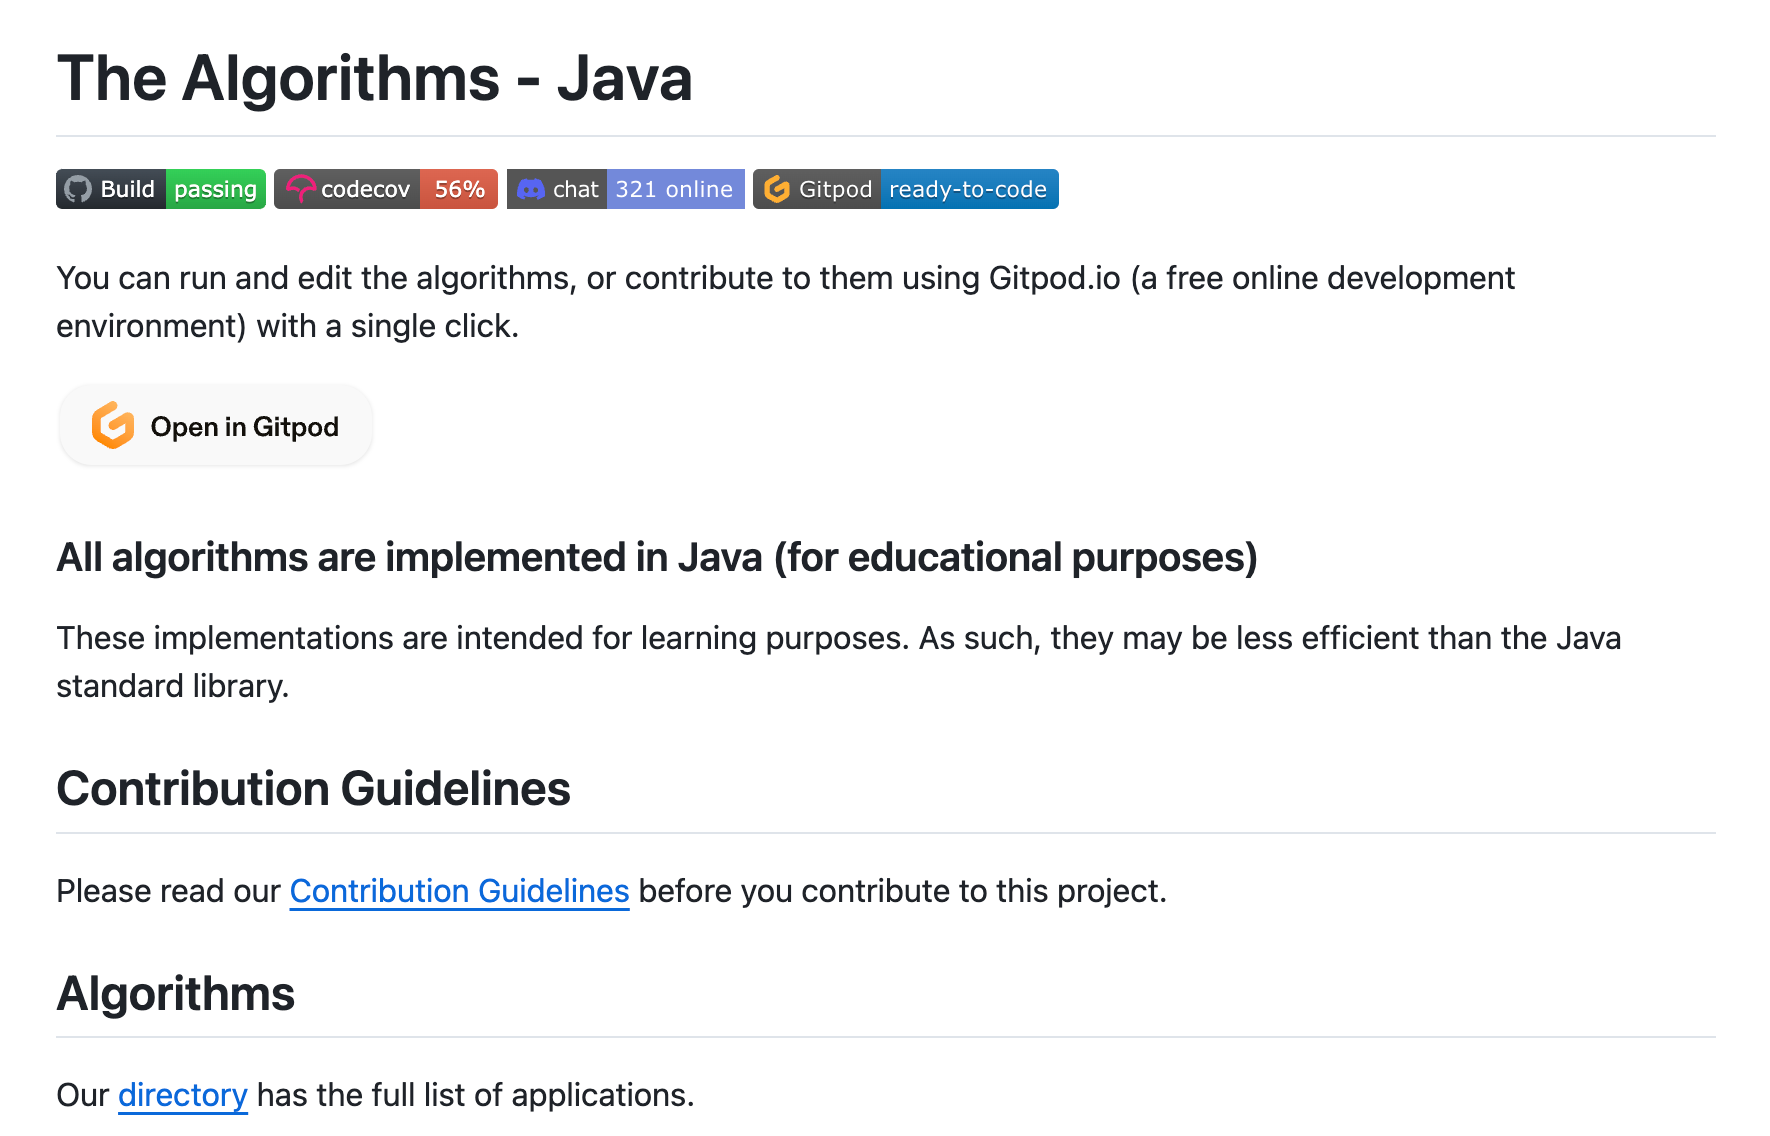 The Algorithms - Java
Build passing codecov 56% chat 321 online Gitpod ready-to-code
You can run and edit the algorithms, or contribute to them using Gitpod.io (a free online development
environment) with a single click.
Open in Gitpod
All algorithms are implemented in Java (for educational purposes)
These implementations are intended for learning purposes. As such, they may be less efficient than the Java
standard library.
Contribution Guidelines
Please read our Contribution Guidelines before you contribute to this project.
Algorithms
Our directory has the full list of applications.